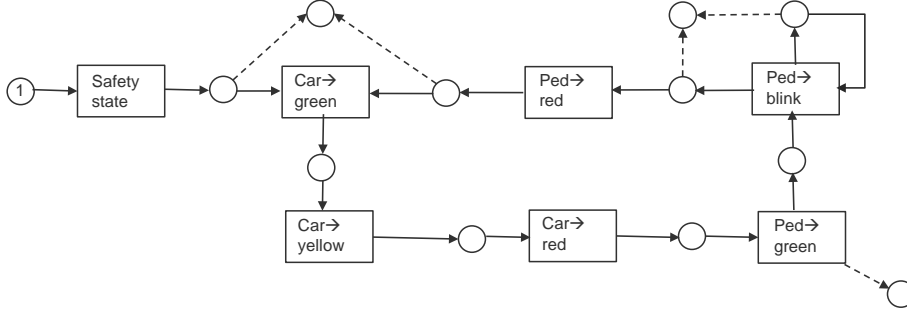 1
Safety
state
Car→
green
Ped→
red
Ped→
blink
Car→
yellow
Car→
red
Ped→
green